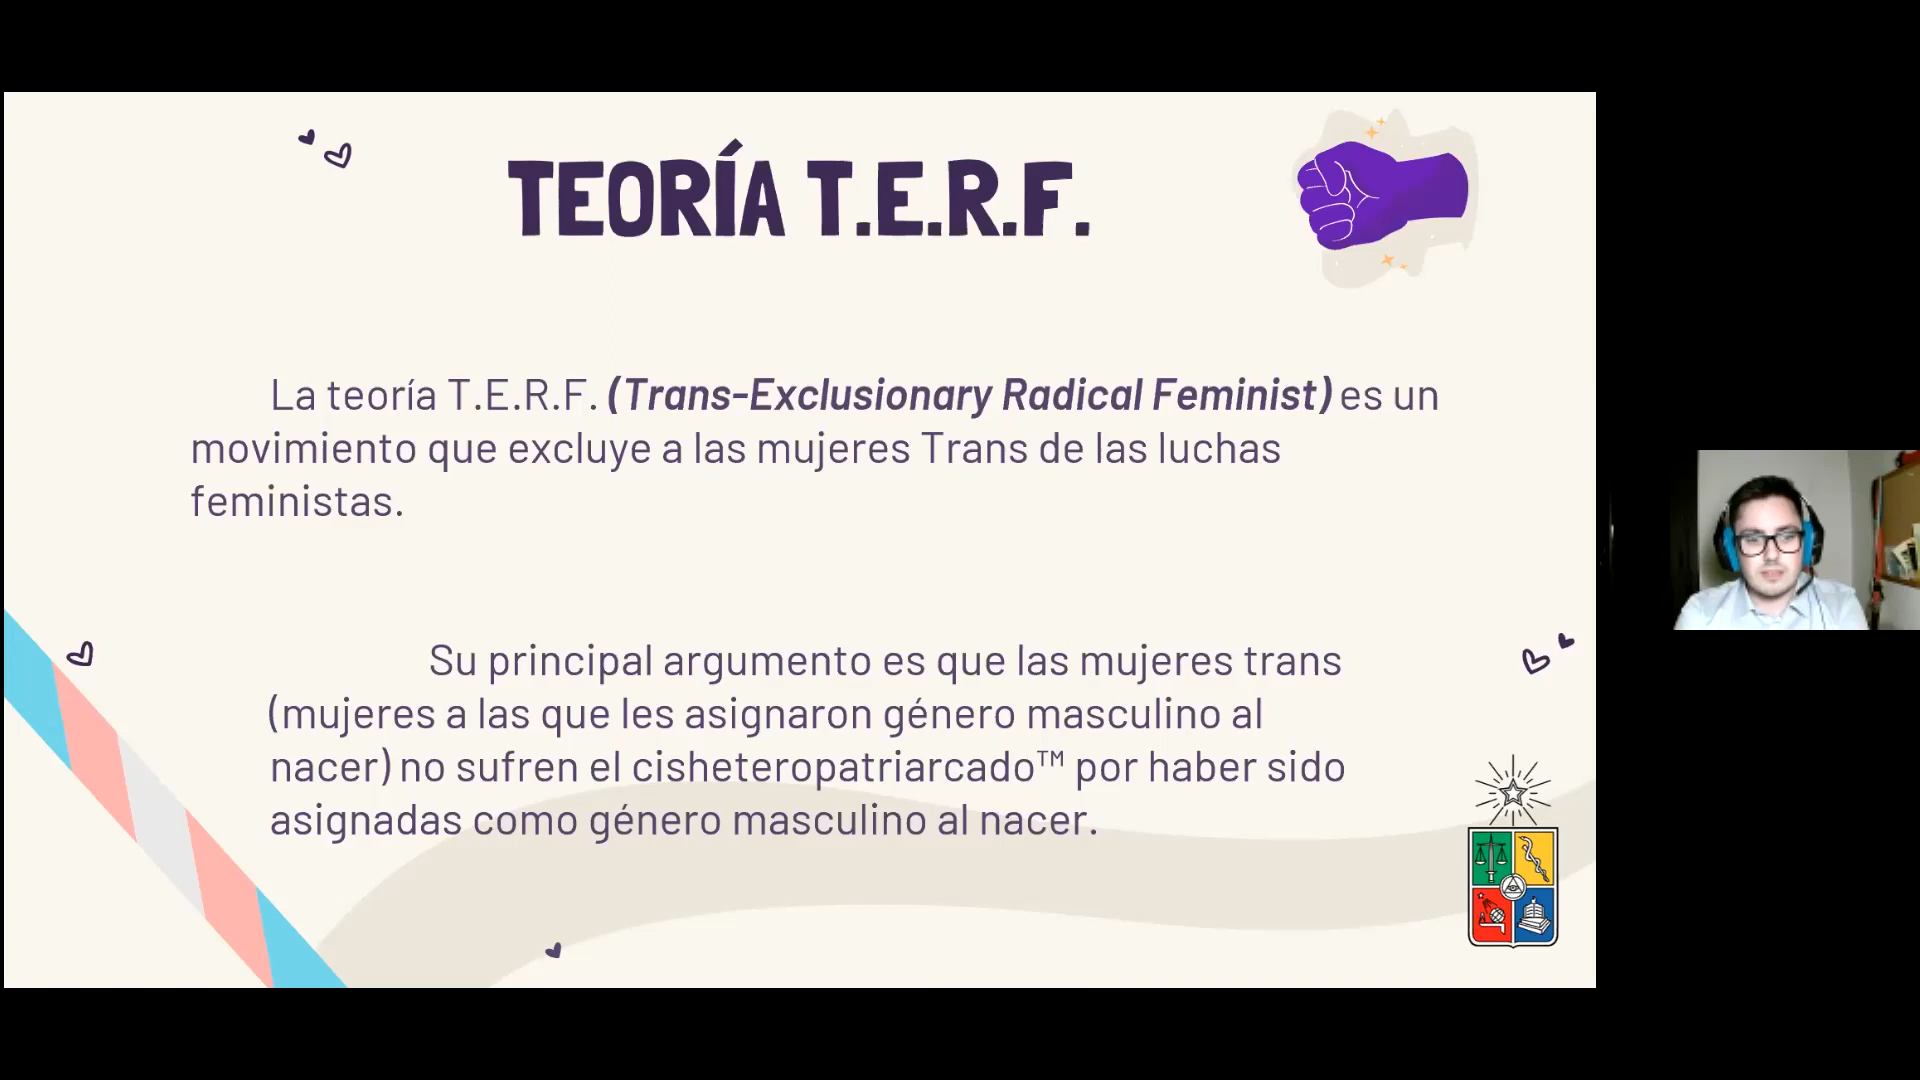 TEORÍA T.E.R.F.
La teoría T.E.R.F. (Trans-Exclusionary Radical Feminist) es un
movimiento que excluye a las mujeres Trans de las luchas
feministas.
Su principal argumento es que las mujeres trans
(mujeres a las que les asignaron género masculino al
nacer) no sufren el cisheteropatriarcado™ por haber sido
asignadas como género masculino al nacer.